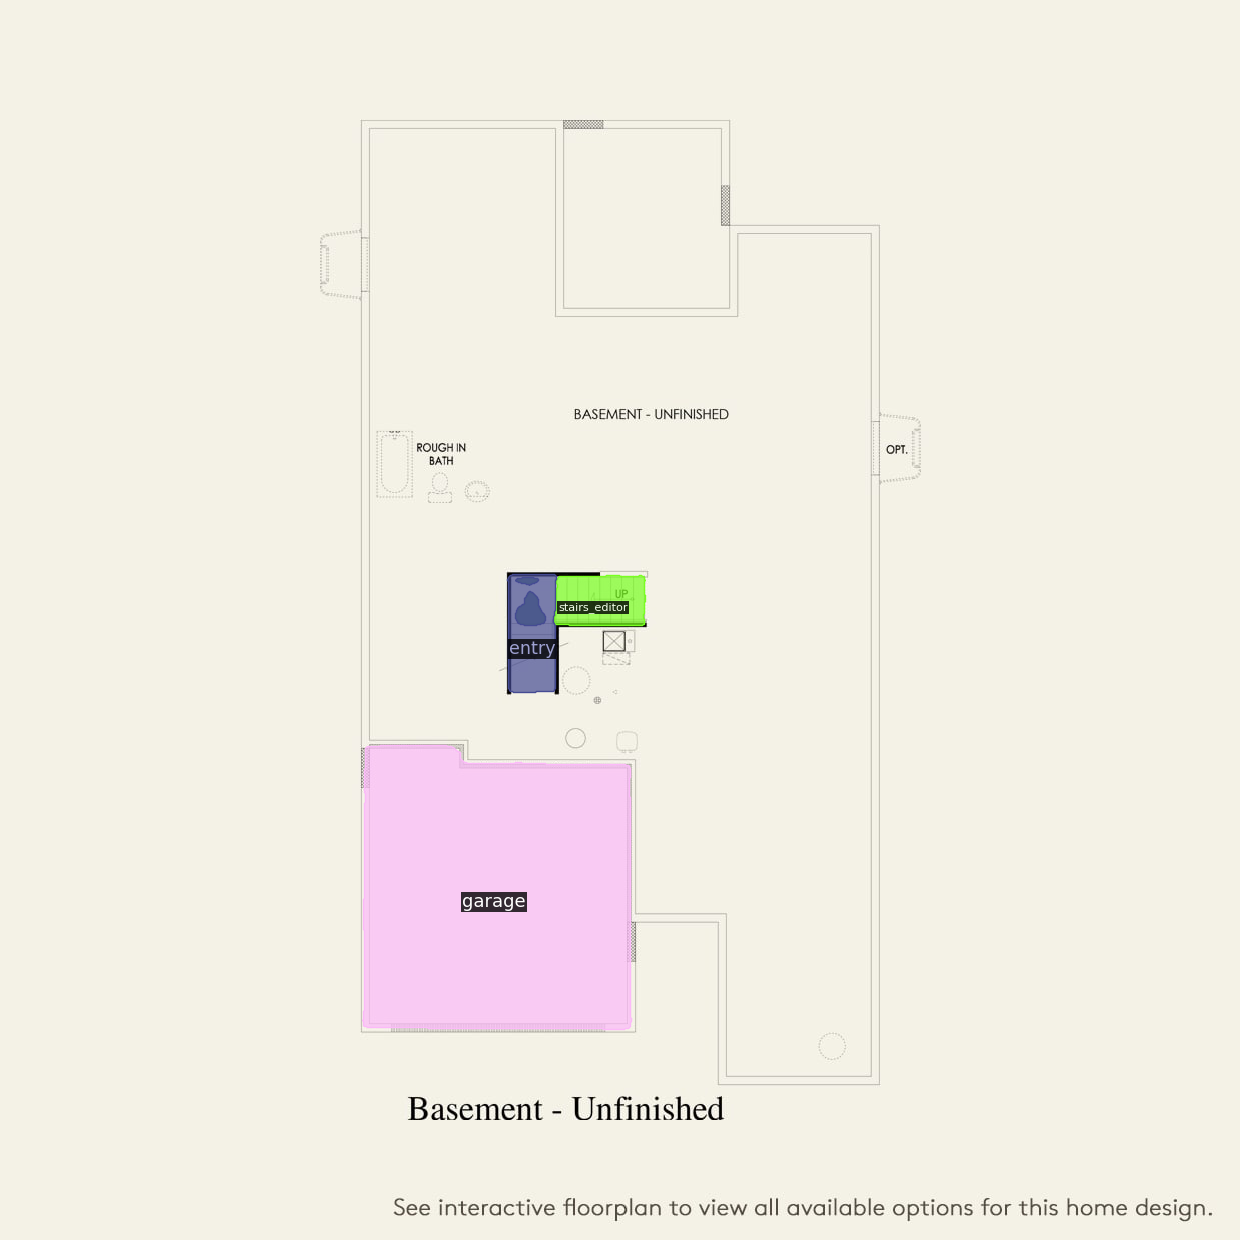 BASEMENT - UNFINISHED
ROUGH IN
BATH
OPT.
UP
stairs_editor
entry
garage
Basement - Unfinished
See interactive floorplan to view all available options for this home design.